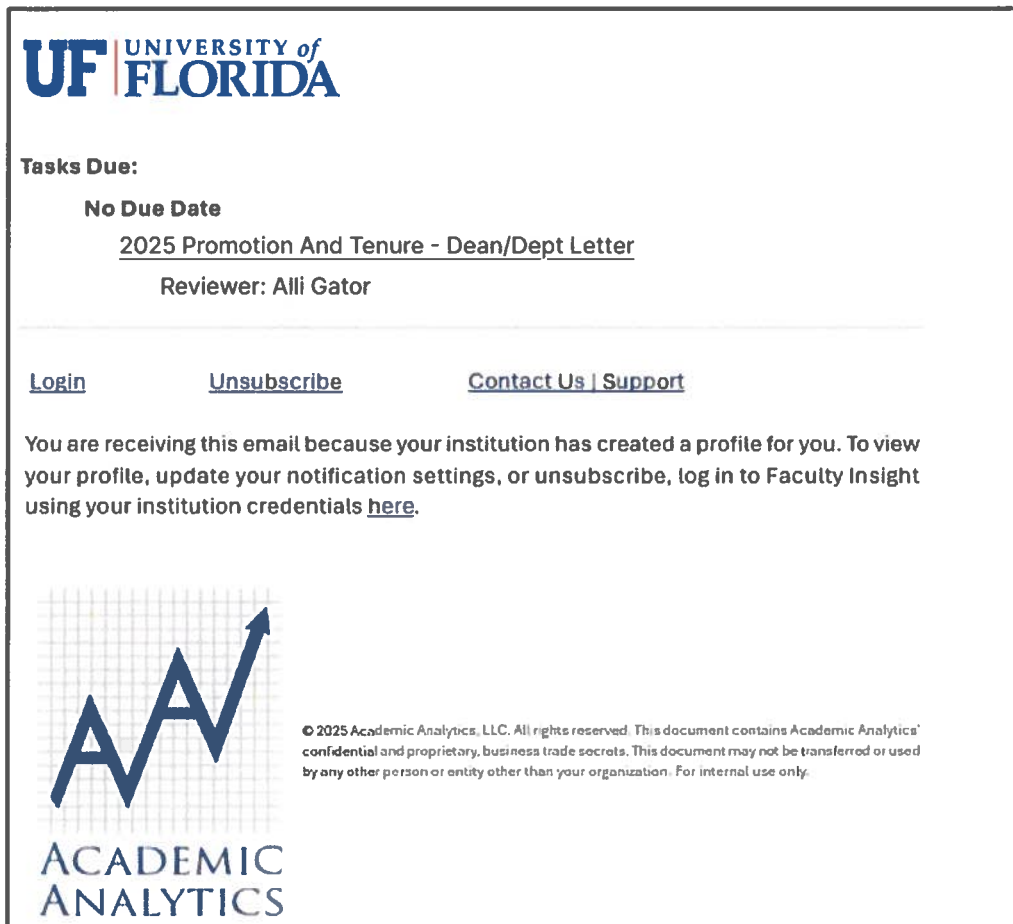 UF UNIVERSITY of
FLORIDA
Tasks Due:
No Due Date
2025 Promotion And Tenure - Dean/Dept Letter
Reviewer: Alli Gator
Login Unsubscribe Contact Us | Support
You are receiving this email because your institution has created a profile for you. To view
your profile, update your notification settings, or unsubscribe, log in to Faculty Insight
using your institution credentials here.
© 2025 Academic Analytics, LLC. All rights reserved. This document contains Academic Analytics'
confidential and proprietary, business trade secrets. This document may not be transferred or used
by any other person or entity other than your organization. For internal use only.
ACADEMIC
ANALYTICS